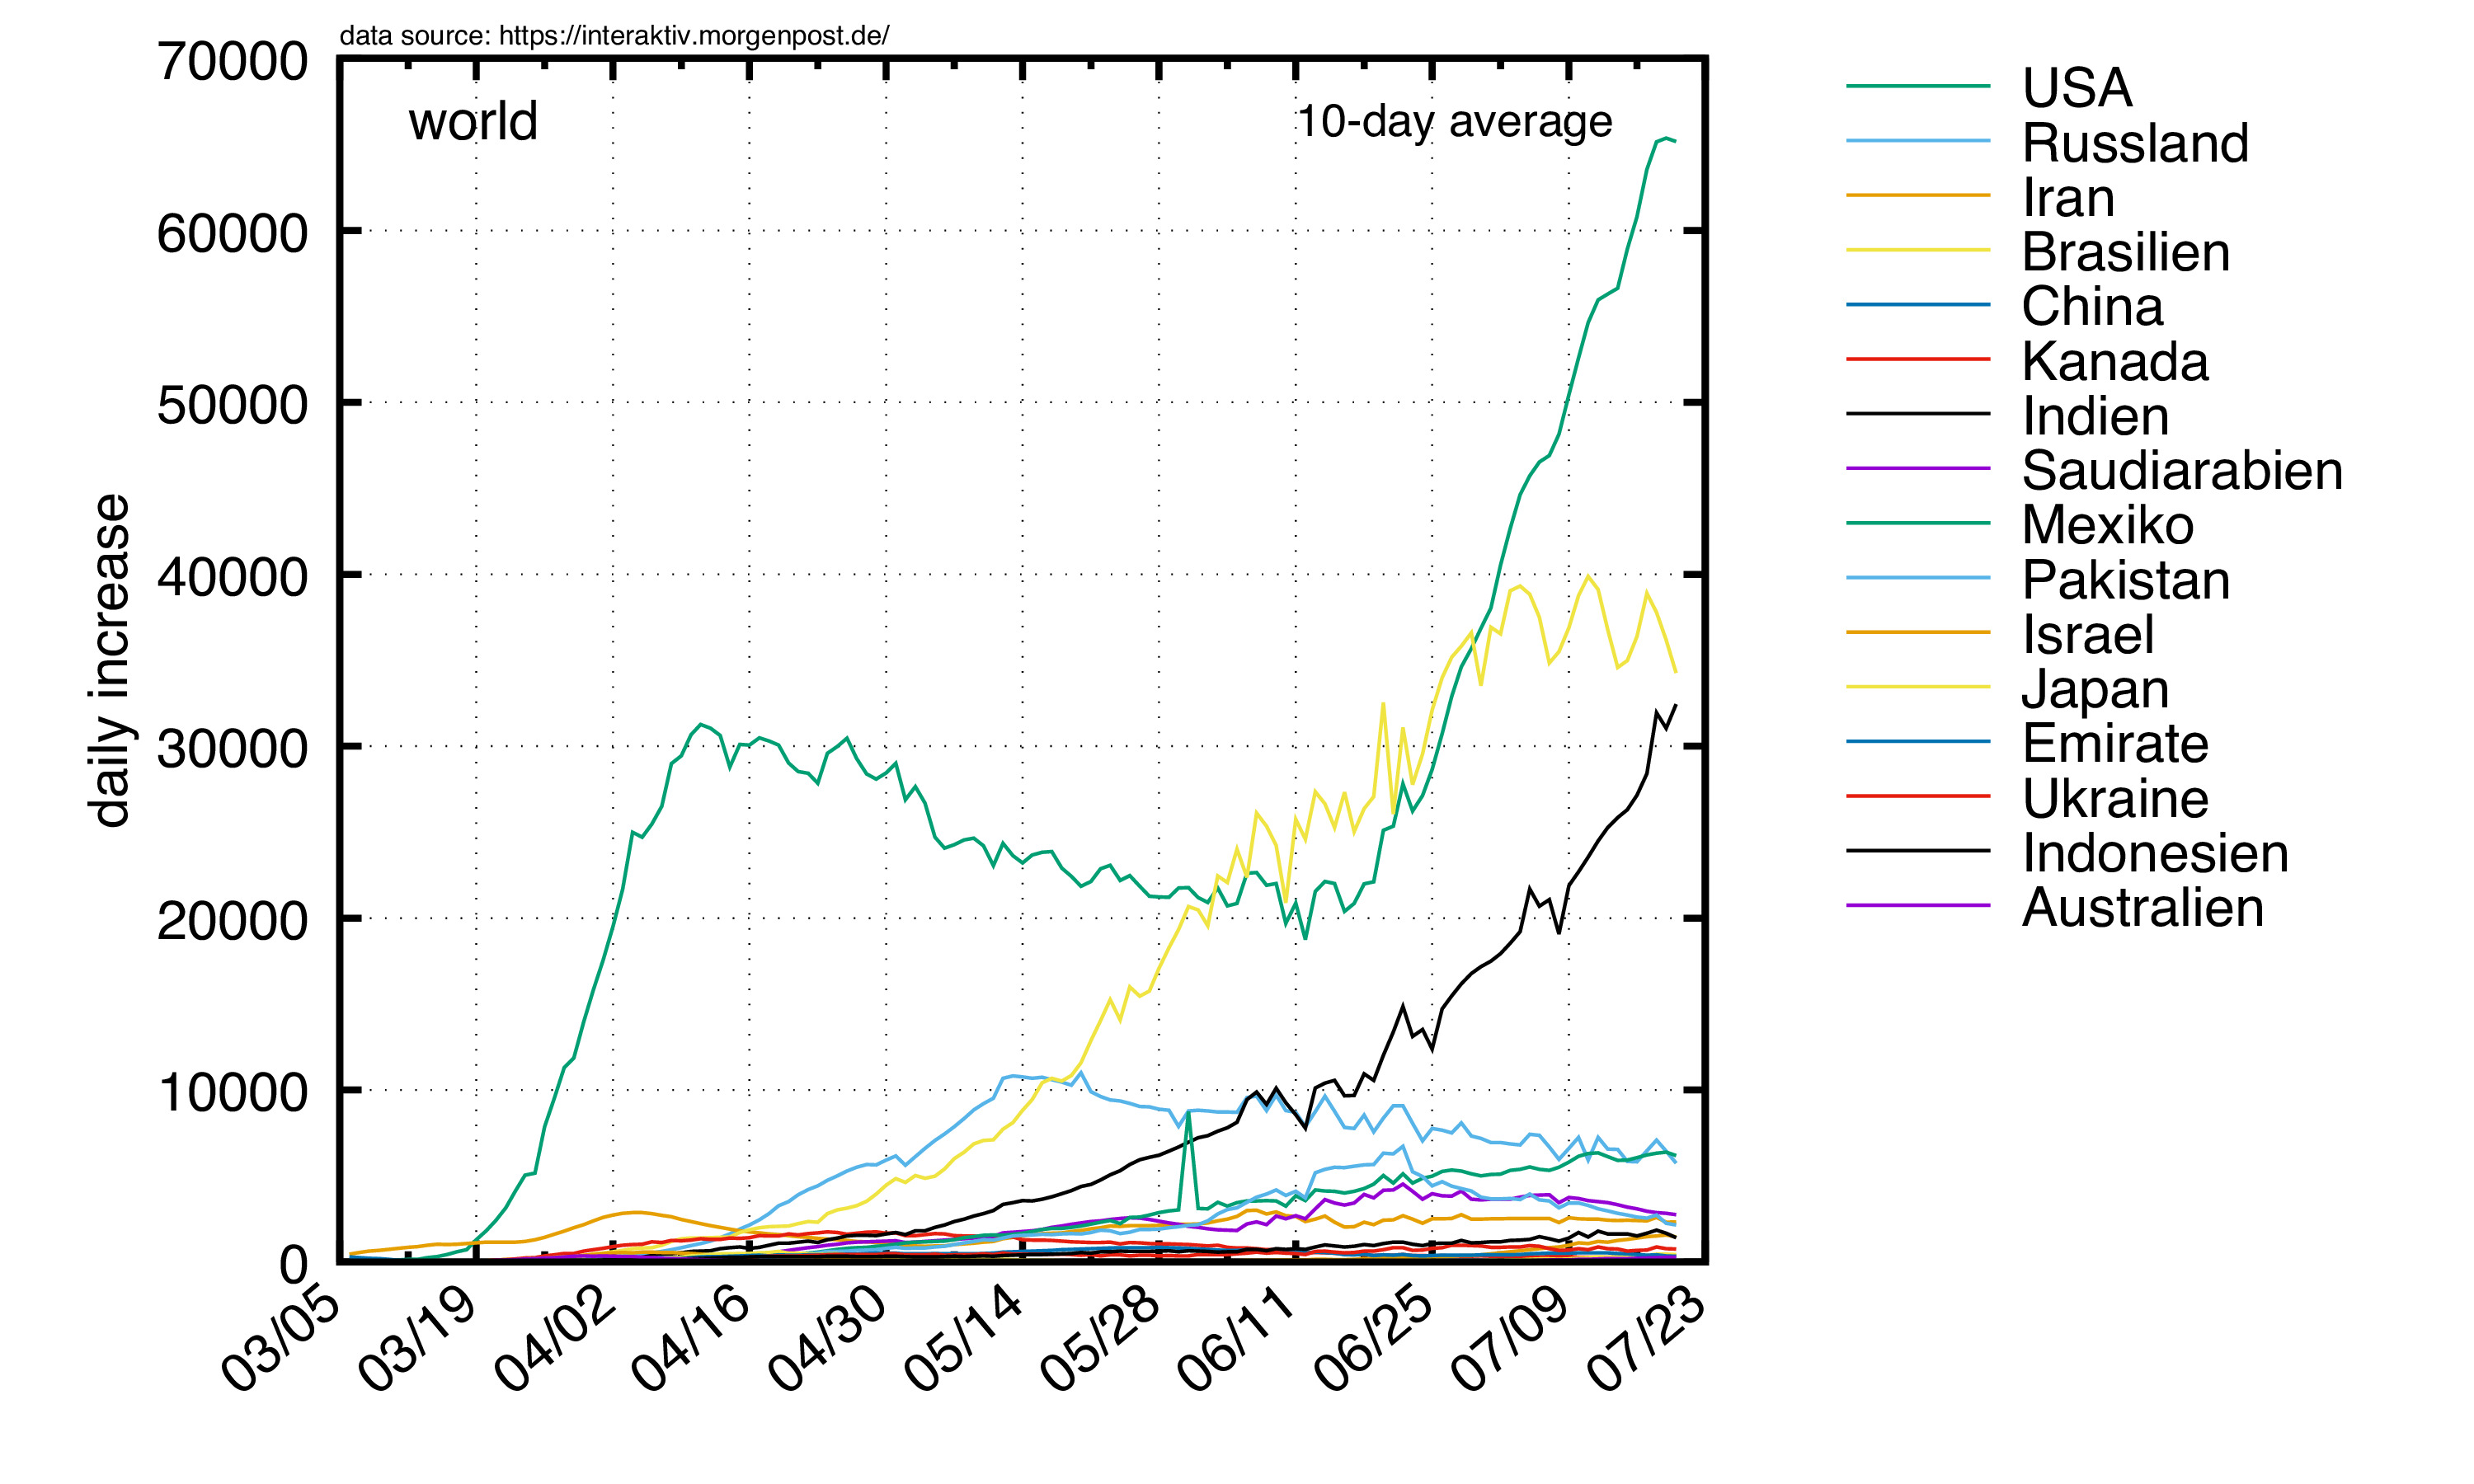 data source: https://interaktiv.morgenpost.de/
70000
60000
50000
40000
30000
20000
10000
0
daily increase
world
10-day average
03/05
03/19
04/02
04/16
04/30
05/14
05/28
06/11
06/25
07/09
07/23
USA
Russland
Iran
Brasilien
China
Kanada
Indien
Saudiarabien
Mexiko
Pakistan
Israel
Japan
Emirate
Ukraine
Indonesien
Australien